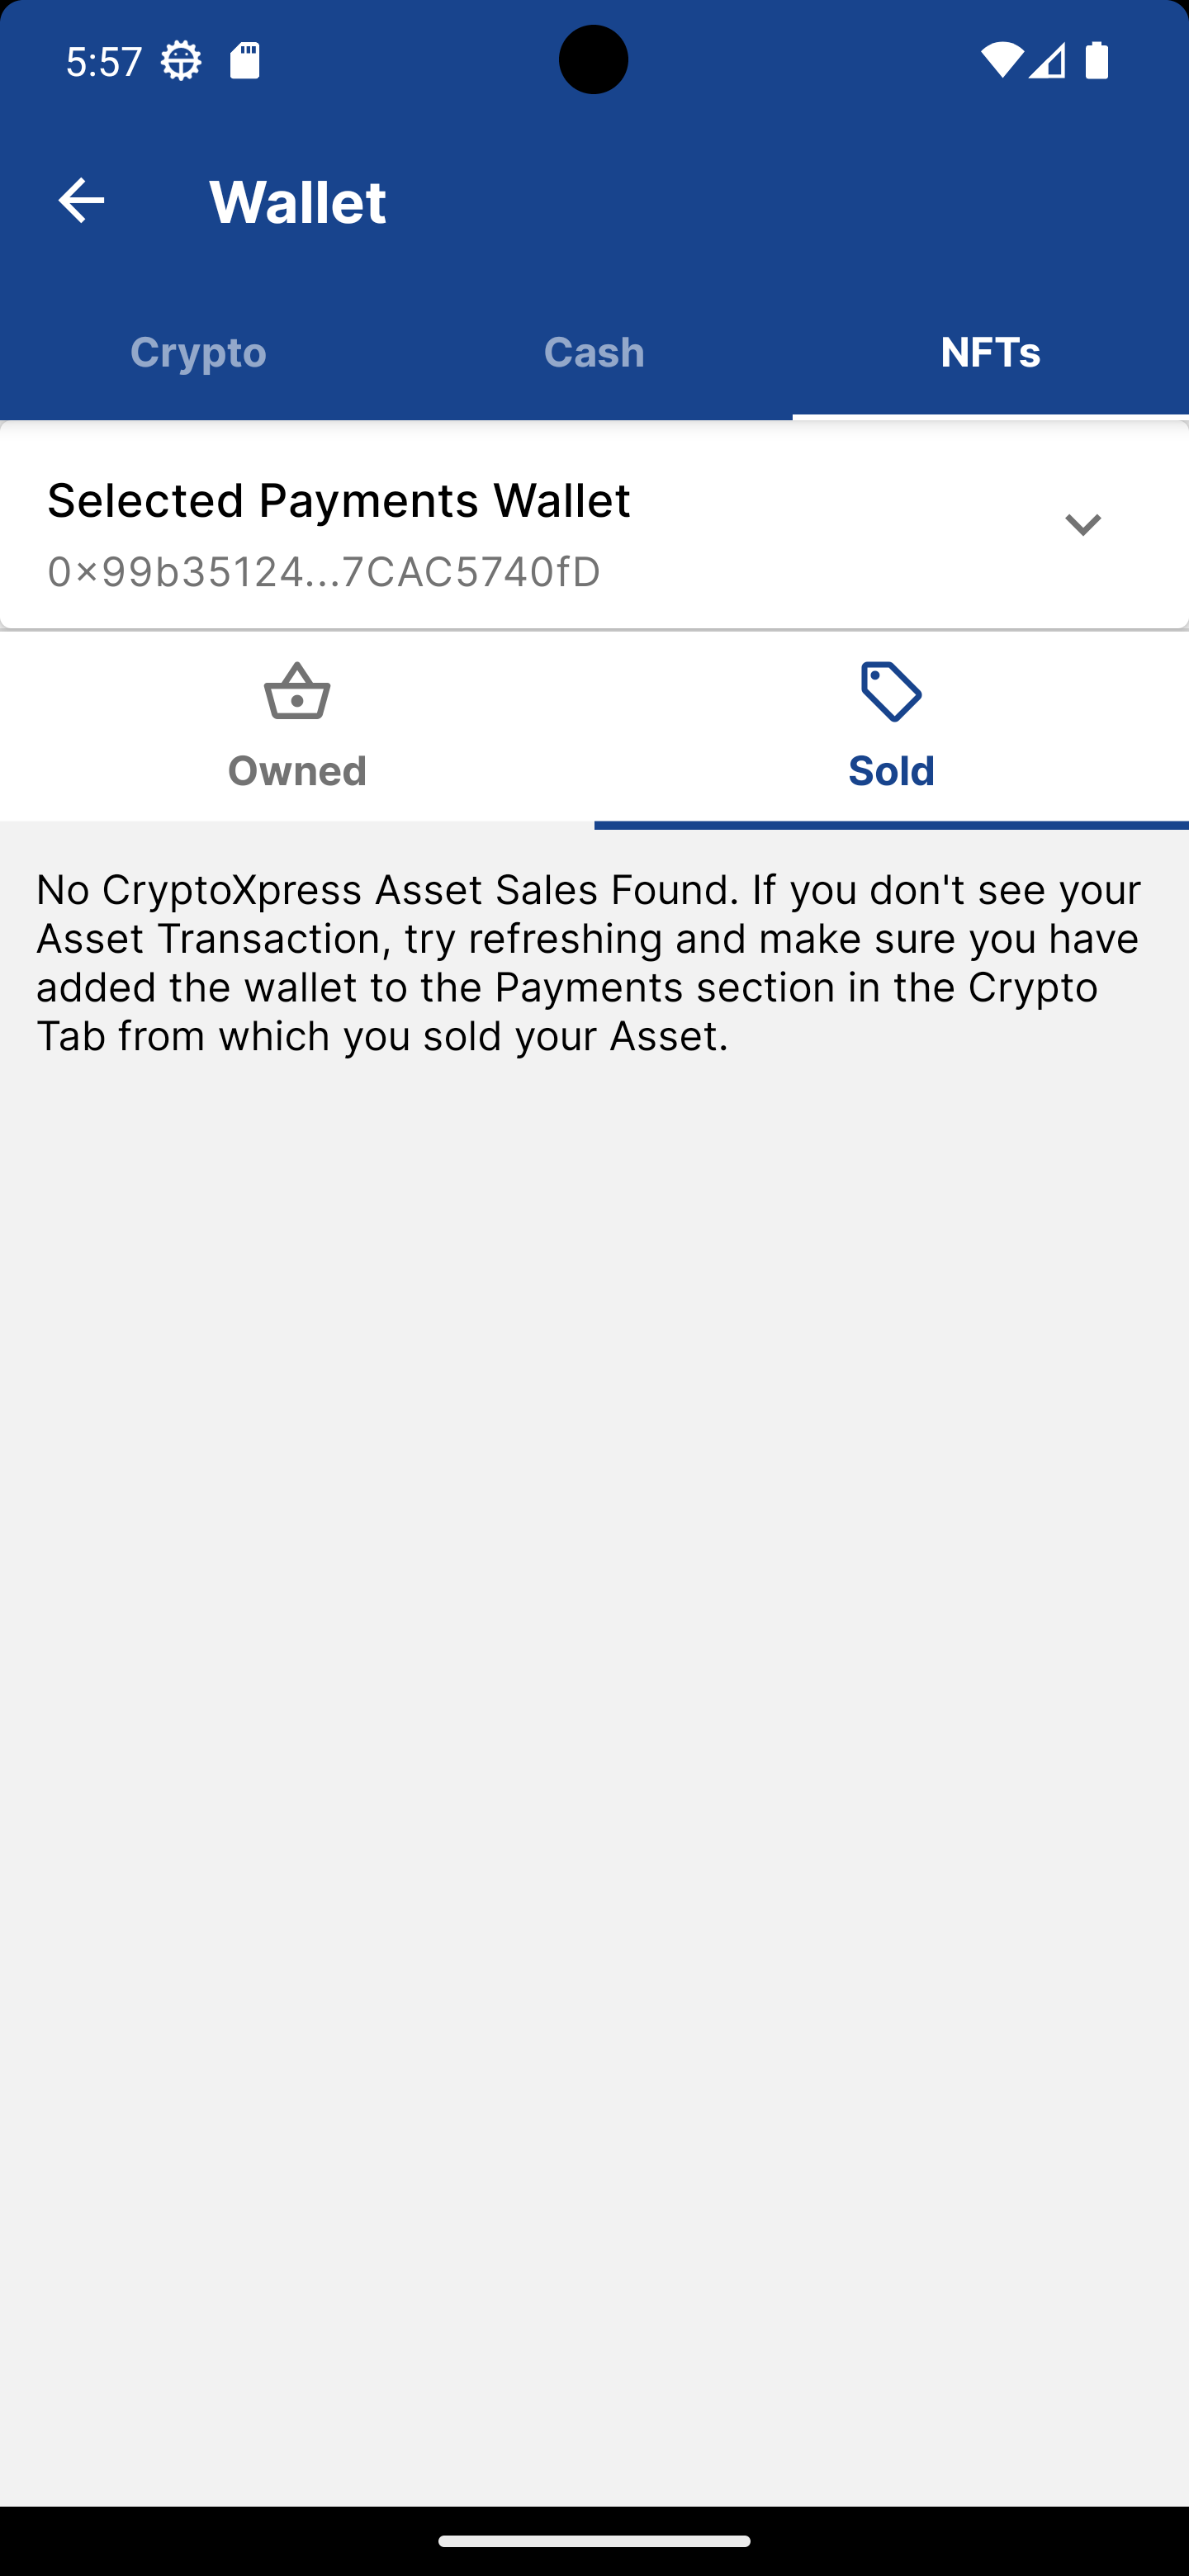 5:57
Wallet
Crypto
Cash
NFTs
Selected Payments Wallet
0×99b35124...7CAC5740fD
Owned
Sold
No CryptoXpress Asset Sales Found. If you don't see your
Asset Transaction, try refreshing and make sure you have
added the wallet to the Payments section in the Crypto
Tab from which you sold your Asset.